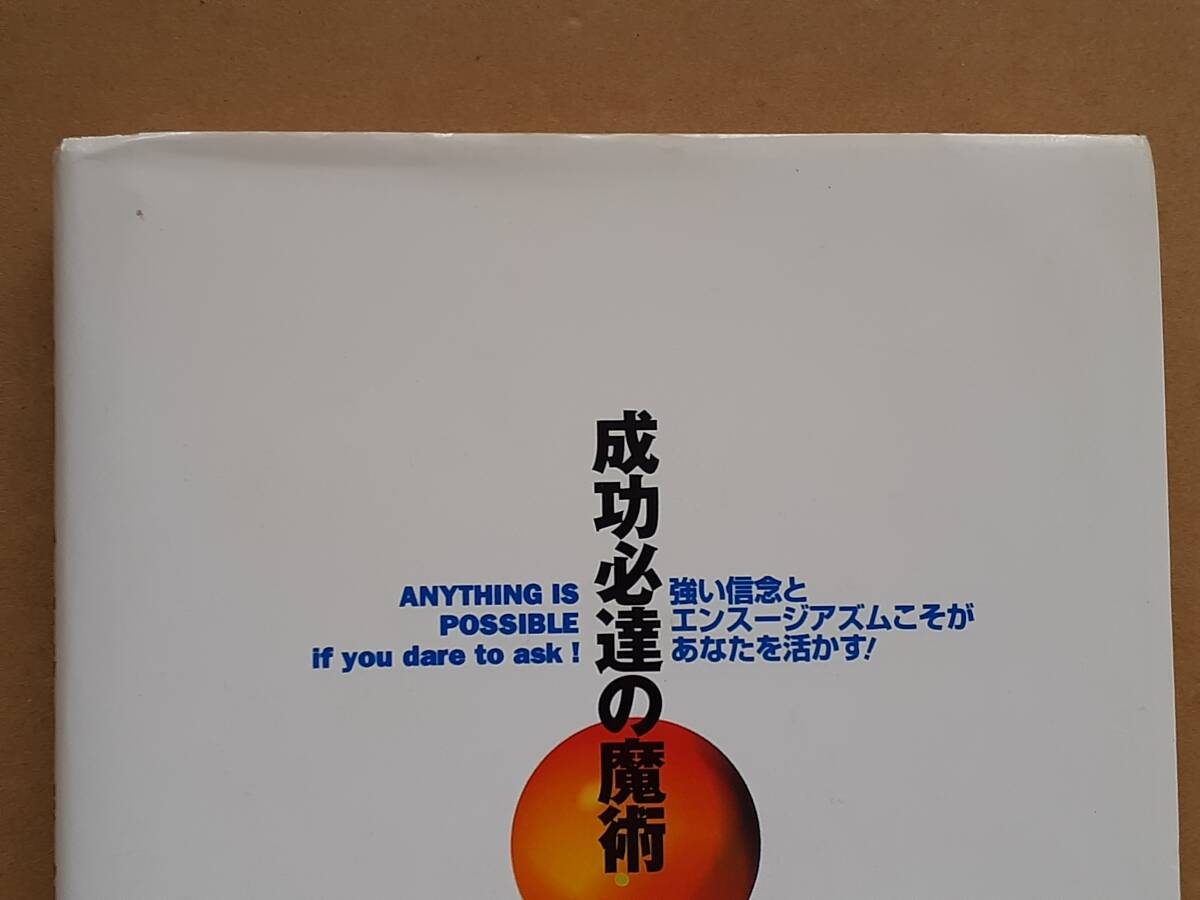 成功必達の魔術
ANYTHING IS
POSSIBLE
if you dare to ask !
強い信念と
エンスージアズムこそが
あなたを活かす!